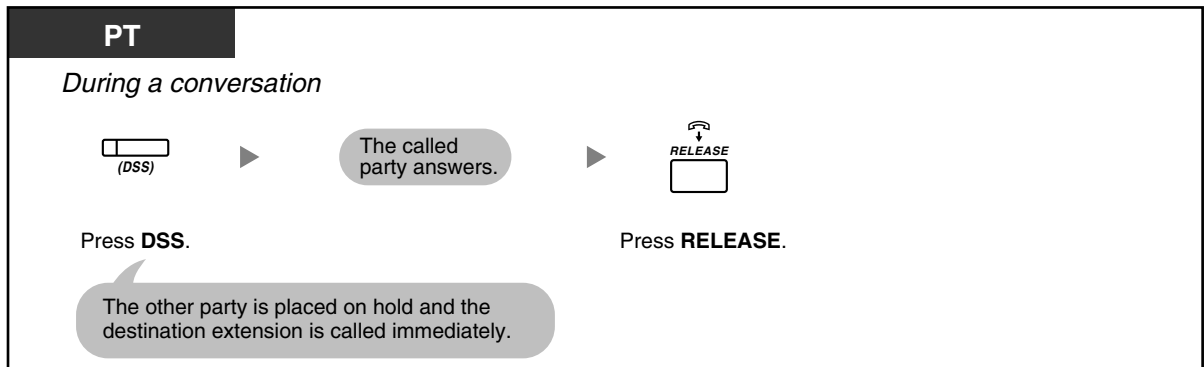 PT
During a conversation
(DSS)
The called
party answers.
RELEASE
Press DSS.
Press RELEASE.
The other party is placed on hold and the
destination extension is called immediately.